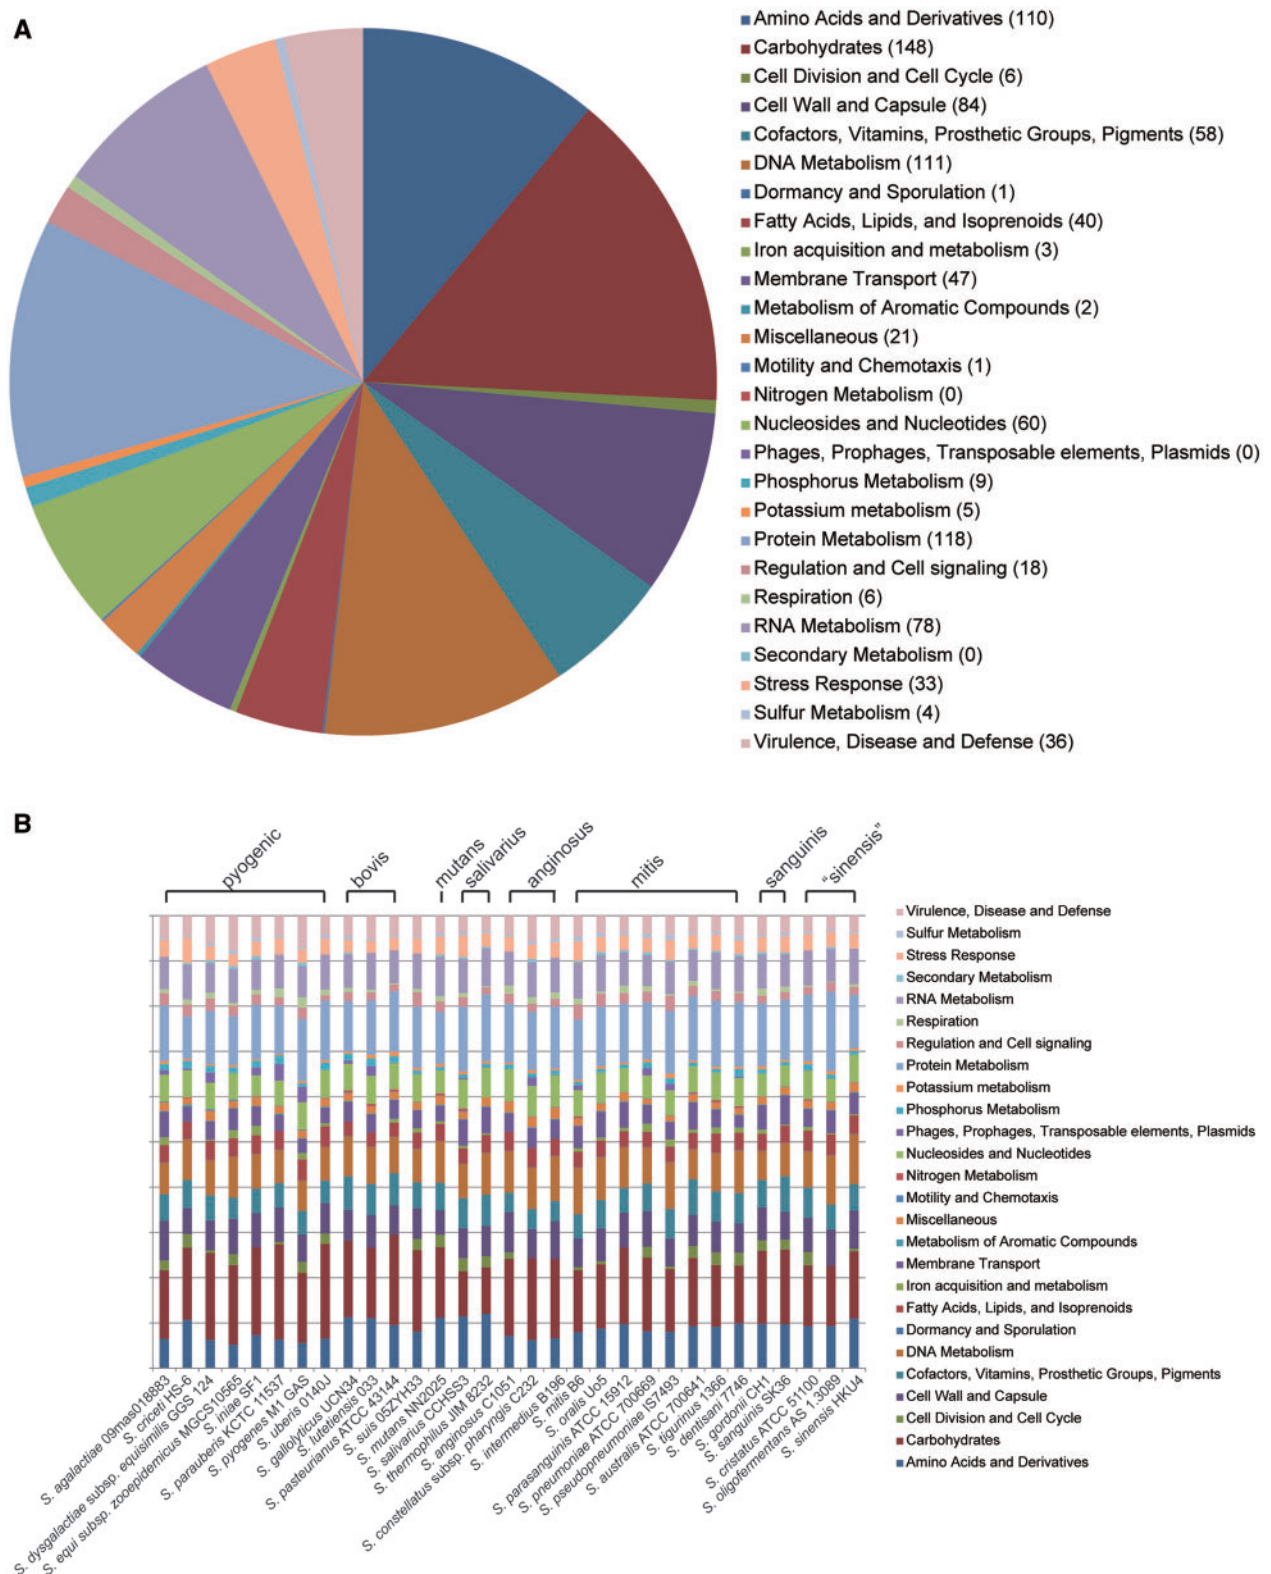 A
Amino Acids and Derivatives (110)
Carbohydrates (148)
Cell Division and Cell Cycle (6)
Cell Wall and Capsule (84)
Cofactors, Vitamins, Prosthetic Groups, Pigments (58)
DNA Metabolism (111)
Dormancy and Sporulation (1)
Fatty Acids, Lipids, and Isoprenoids (40)
Iron acquisition and metabolism (3)
Membrane Transport (47)
Metabolism of Aromatic Compounds (2)
Miscellaneous (21)
Motility and Chemotaxis (1)
Nitrogen Metabolism (0)
Nucleosides and Nucleotides (60)
Phages, Prophages, Transposable elements, Plasmids (0)
Phosphorus Metabolism (9)
Potassium metabolism (5)
Protein Metabolism (118)
Regulation and Cell signaling (18)
Respiration (6)
RNA Metabolism (78)
Secondary Metabolism (0)
Stress Response (33)
Sulfur Metabolism (4)
Virulence, Disease and Defense (36)
B
pyogenic
bovis
mutans
salivarius
anginosus
mitis
sanguinis
"sinensis"
Virulence, Disease and Defense
Sulfur Metabolism
Stress Response
Secondary Metabolism
RNA Metabolism
Respiration
Regulation and Cell signaling
Protein Metabolism
Potassium metabolism
Phosphorus Metabolism
Phages, Prophages, Transposable elements, Plasmids
Nucleosides and Nucleotides
Nitrogen Metabolism
Motility and Chemotaxis
Miscellaneous
Metabolism of Aromatic Compounds
Membrane Transport
Iron acquisition and metabolism
Fatty Acids, Lipids, and Isoprenoids
Dormancy and Sporulation
DNA Metabolism
Cofactors, Vitamins, Prosthetic Groups, Pigments
Cell Wall and Capsule
Cell Division and Cell Cycle
Carbohydrates
Amino Acids and Derivatives
S. agalactiae 09mas018883
S. criceti HS-6
S. dysgalactiae subsp. equisimilis GGS 124
S. equi subsp. zooepidemicus MGCS10565
S. iniae SF1
S. parauberis KCTC 11537
S. pyogenes M1 GAS
S. uberis 0140J
S. gallolyticus UCN34
S. lutetiensis 033
S. pasteurianus ATCC 43144
S. suis 05ZYH33
S. mutans NN2025
S. salivarius CCHSS3
S. thermophilus JIM 8232
S. anginosus C1051
S. constellatus subsp. pharyngis C232
S. intermedius B196
S. mitis B6
S. oralis Uo5
S. parasanguinis ATCC 15912
S. pneumoniae ATCC 700669
S. pseudopneumoniae IS7493
S. australis ATCC 700641
S. tigurinus 1366
S. dentisani 7746
S. gordonii CH1
S. sanguinis SK36
S. cristatus ATCC 51100
S. oligofermentans AS 1.3089
S. sinensis HKU4